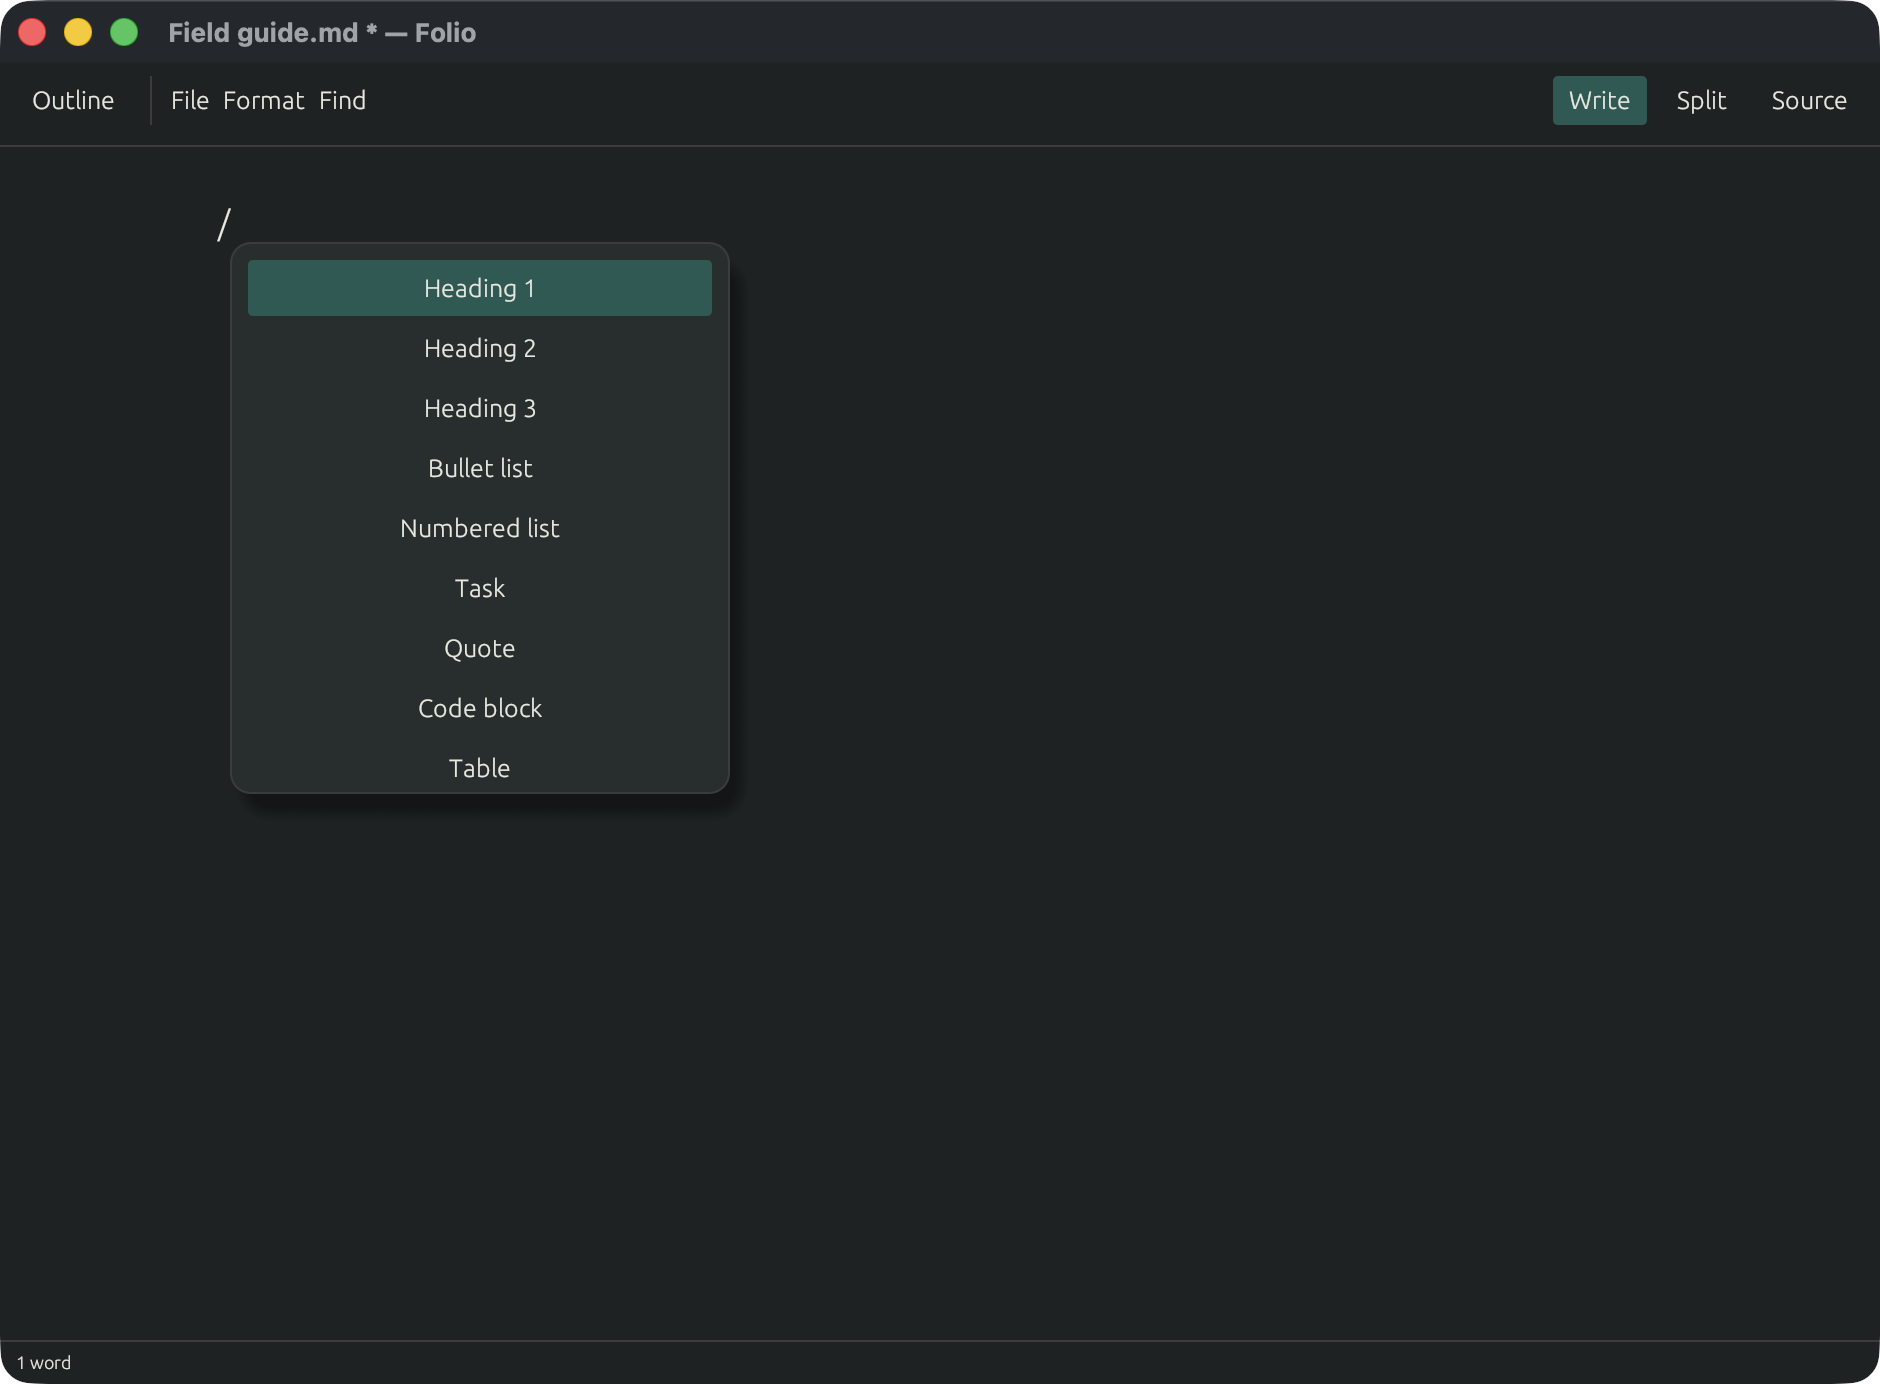 Field guide.md * — Folio
Outline File Format Find Write Split Source
/
Heading 1
Heading 2
Heading 3
Bullet list
Numbered list
Task
Quote
Code block
Table
1 word